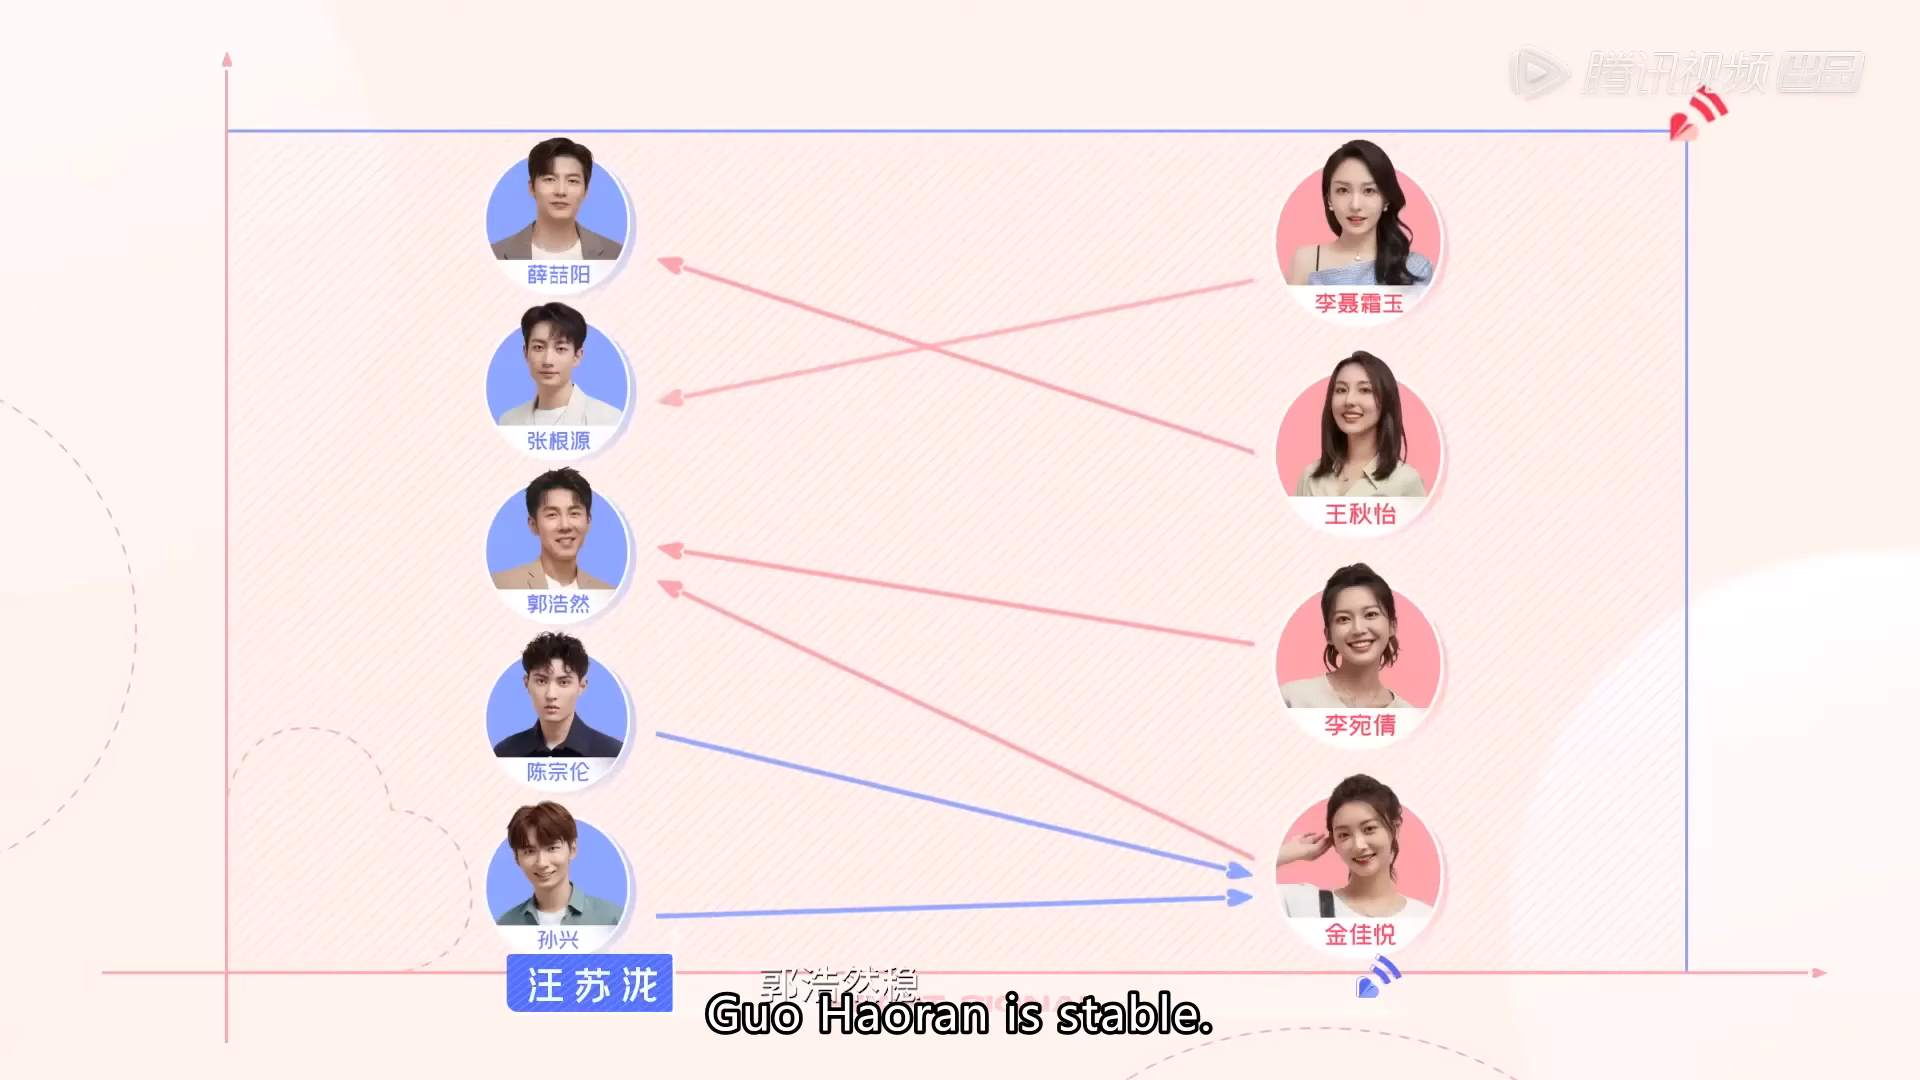 腾讯视频 出品
薛喆阳
李聂霜玉
张根源
王秋怡
郭浩然
李宛倩
陈宗伦
金佳悦
孙兴
汪苏泷
郭浩然稳
Guo Haoran is stable.